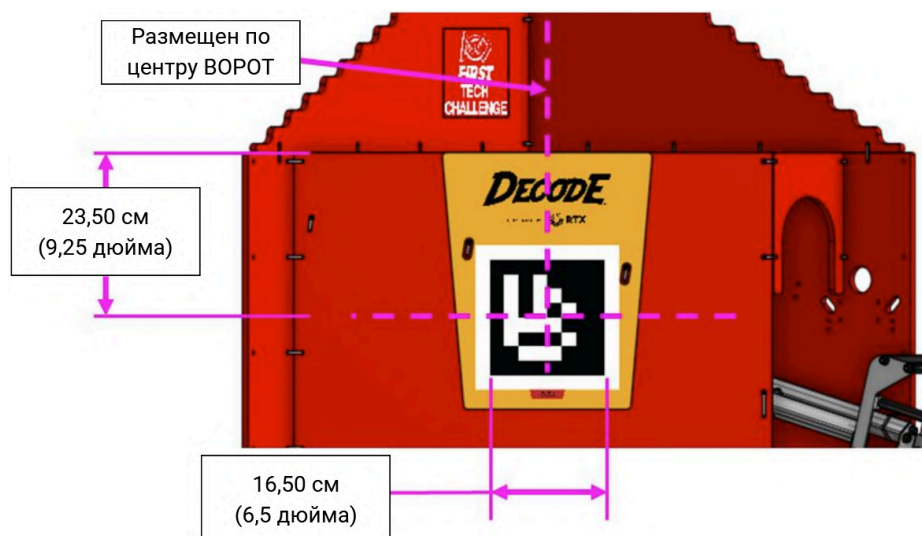 Размещен по
центру ВОРОТ
FIRST
TECH
CHALLENGE
DECODE
RTX
23,50 см
(9,25 дюйма)
16,50 см
(6,5 дюйма)